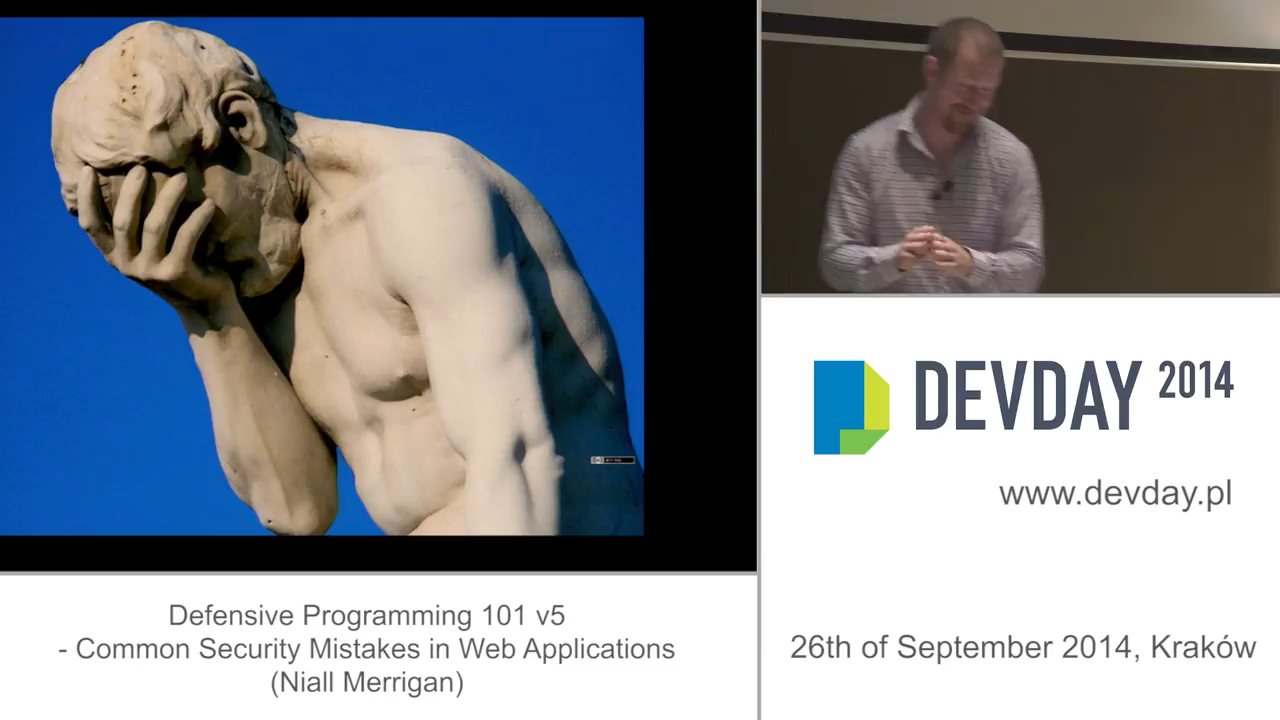 Defensive Programming 101 v5
- Common Security Mistakes in Web Applications
(Niall Merrigan)
DEVDAY 2014
www.devday.pl
26th of September 2014, Kraków